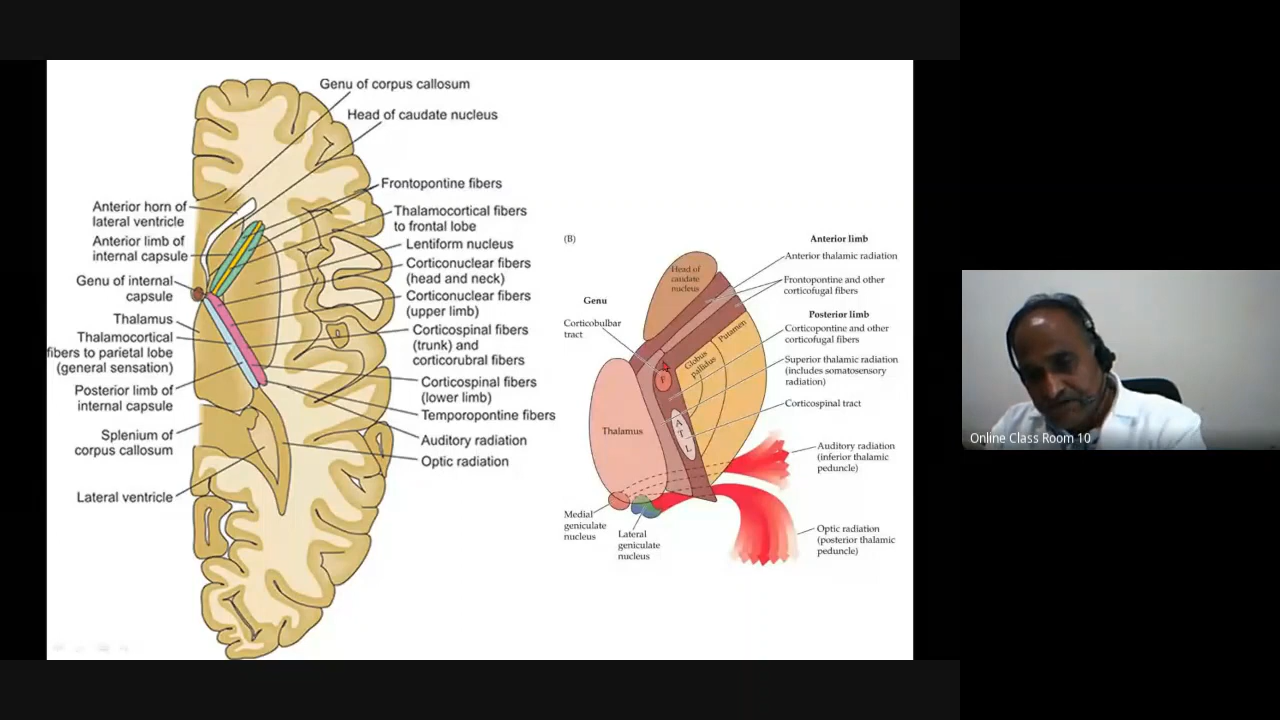 Genu of corpus callosum
Head of caudate nucleus
Frontopontine fibers
Anterior horn of
lateral ventricle
Thalamocortical fibers
to frontal lobe
Anterior limb of
internal capsule
Lentiform nucleus
Corticonuclear fibers
(head and neck)
Genu of internal
capsule
Corticonuclear fibers
(upper limb)
Thalamus
Thalamocortical
fibers to parietal lobe
(general sensation)
Corticospinal fibers
(trunk) and
corticorubral fibers
Posterior limb of
internal capsule
Corticospinal fibers
(lower limb)
Temporopontine fibers
Splenium of
corpus callosum
Auditory radiation
Optic radiation
Lateral ventricle
(B)
Anterior limb
Anterior thalamic radiation
Head of
caudate
nucleus
Frontopontine and other
corticofugal fibers
Genu
Posterior limb
Corticobulbar
tract
Corticopontine and other
corticofugal fibers
Putamen
Globus
pallidus
Superior thalamic radiation
(includes somatosensory
radiation)
F
Corticospinal tract
A
T
L
Thalamus
Auditory radiation
(inferior thalamic
peduncle)
Medial
geniculate
nucleus
Lateral
geniculate
nucleus
Optic radiation
(posterior thalamic
peduncle)
Online Class Room 10